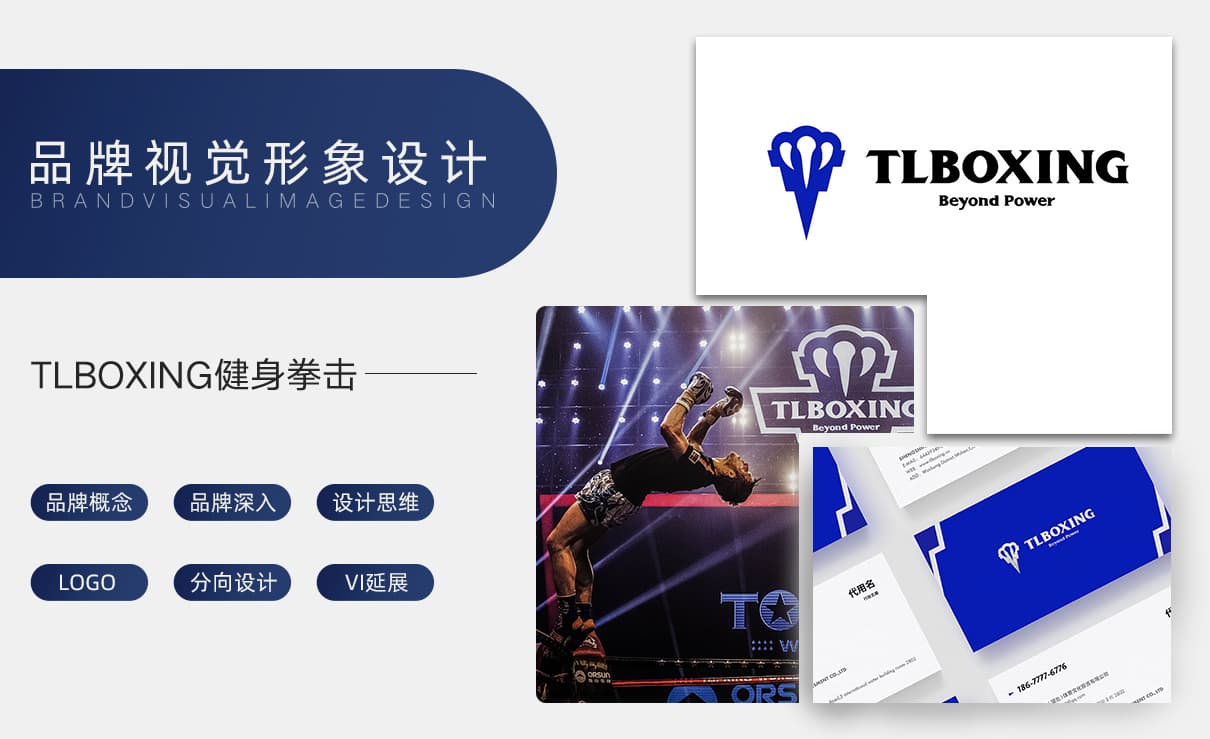 品牌视觉形象设计
BRANDVISUALIMAGEDESIGN
TLBOXING
Beyond Power
TLBOXING健身拳击
品牌概念
品牌深入
设计思维
LOGO
分向设计
VI延展
TLBOXING
Beyond Power
ORSUN
ORS
TLBOXING
Beyond Power
代用名
186-7777-6776